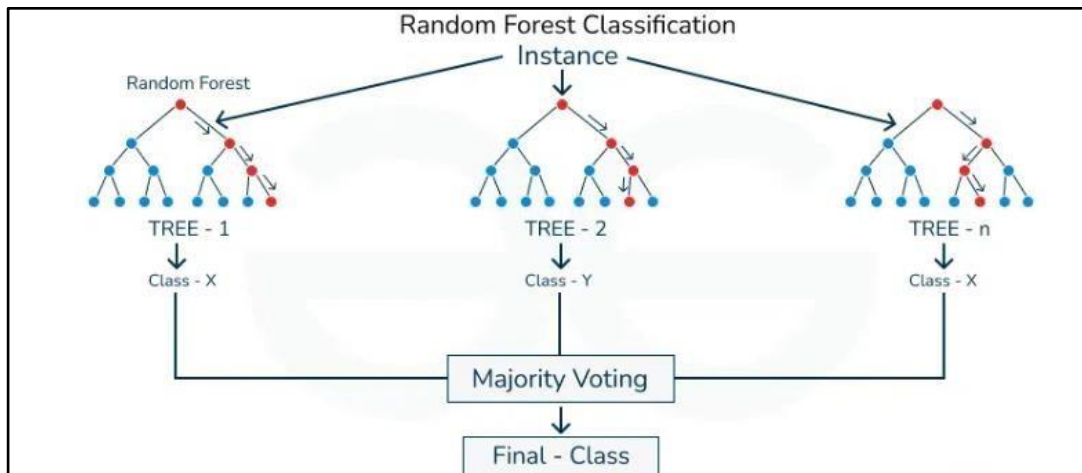 Random Forest Classification
Instance
Random Forest
TREE - 1
TREE - 2
TREE - n
Class - X
Class - Y
Class - X
Majority Voting
Final - Class